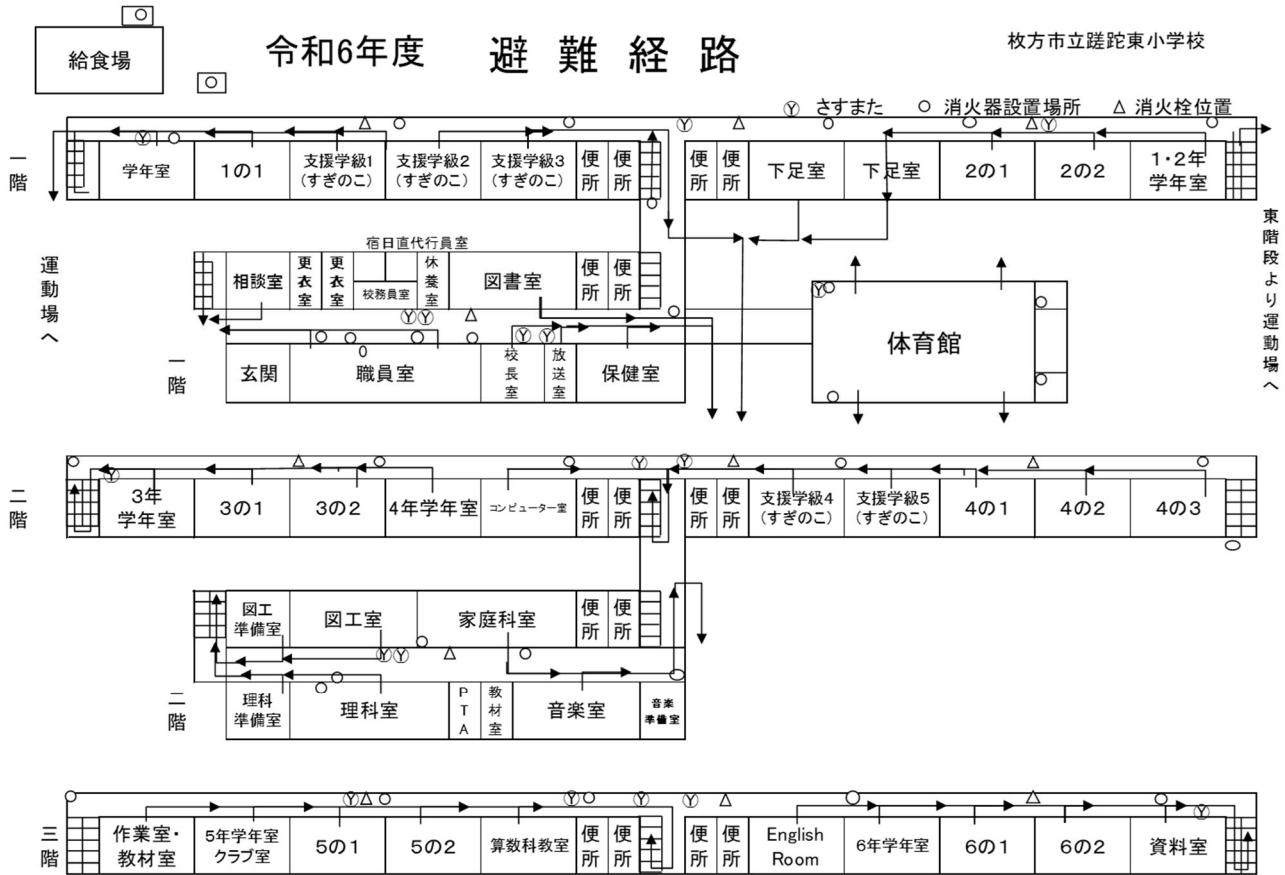 給食場
令和6年度 避難経路
枚方市立蹉跎東小学校
Ⓨ さすまた ○ 消火器設置場所 △ 消火栓位置
一階
学年室
1の1
支援学級1
(すぎのこ)
支援学級2
(すぎのこ)
支援学級3
(すぎのこ)
便所
便所
便所
便所
下足室
下足室
2の1
2の2
1・2年
学年室
運動場へ
東階段より運動場へ
宿日直代行員室
相談室
更衣室
更衣室
校務員室
休養室
図書室
便所
便所
体育館
一階
玄関
職員室
校長室
放送室
保健室
二階
3年
学年室
3の1
3の2
4年学年室
コンピューター室
便所
便所
便所
便所
支援学級4
(すぎのこ)
支援学級5
(すぎのこ)
4の1
4の2
4の3
図工
準備室
図工室
家庭科室
便所
便所
二階
理科
準備室
理科室
PTA
教材室
音楽室
音楽
準備室
三階
作業室・
教材室
5年学年室
クラブ室
5の1
5の2
算数科教室
便所
便所
便所
便所
English
Room
6年学年室
6の1
6の2
資料室